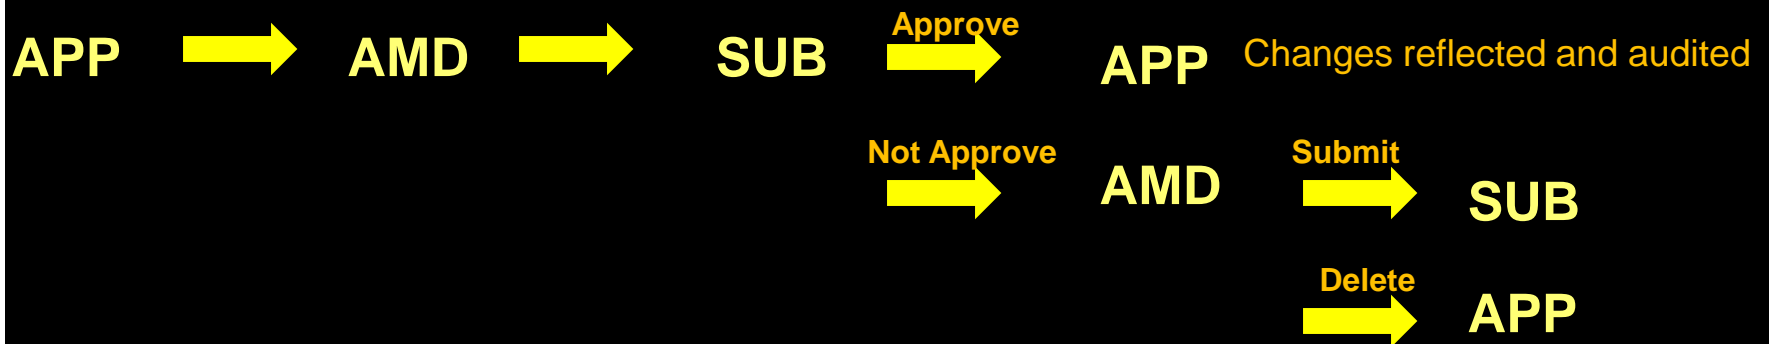 Approve
APP AMD SUB APP Changes reflected and audited
Not Approve Submit
AMD SUB
Delete
APP